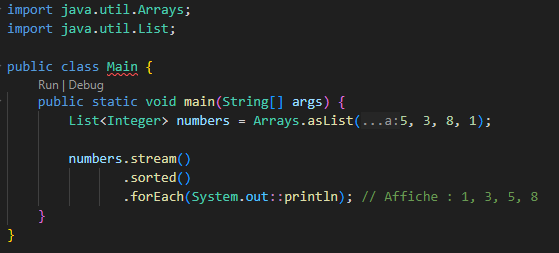 import java.util.Arrays;
import java.util.List;
public class Main {
Run | Debug
public static void main(String[] args) {
List<Integer> numbers = Arrays.asList(...a:5, 3, 8, 1);
numbers.stream()
.sorted()
.forEach(System.out::println); // Affiche : 1, 3, 5, 8
}
}